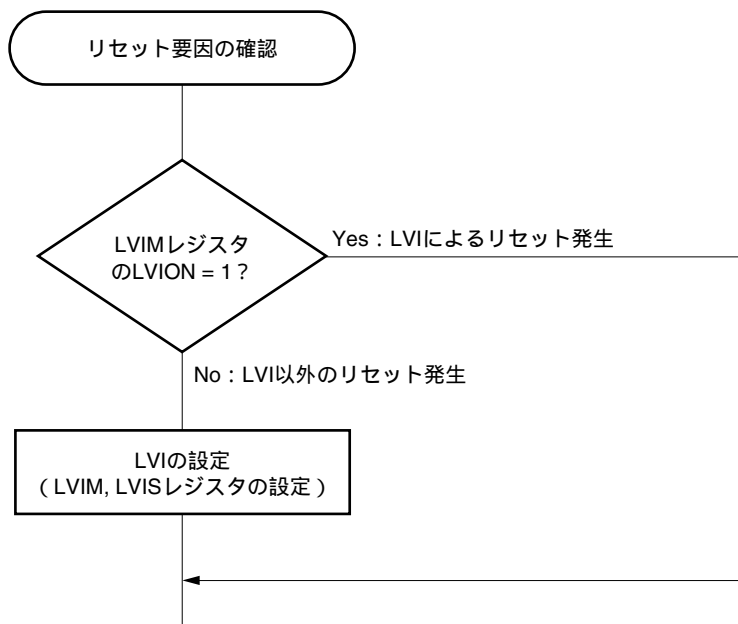 リセット要因の確認
LVIMレジスタ
のLVION = 1？
Yes：LVIによるリセット発生
No：LVI以外のリセット発生
LVIの設定
（LVIM, LVISレジスタの設定）